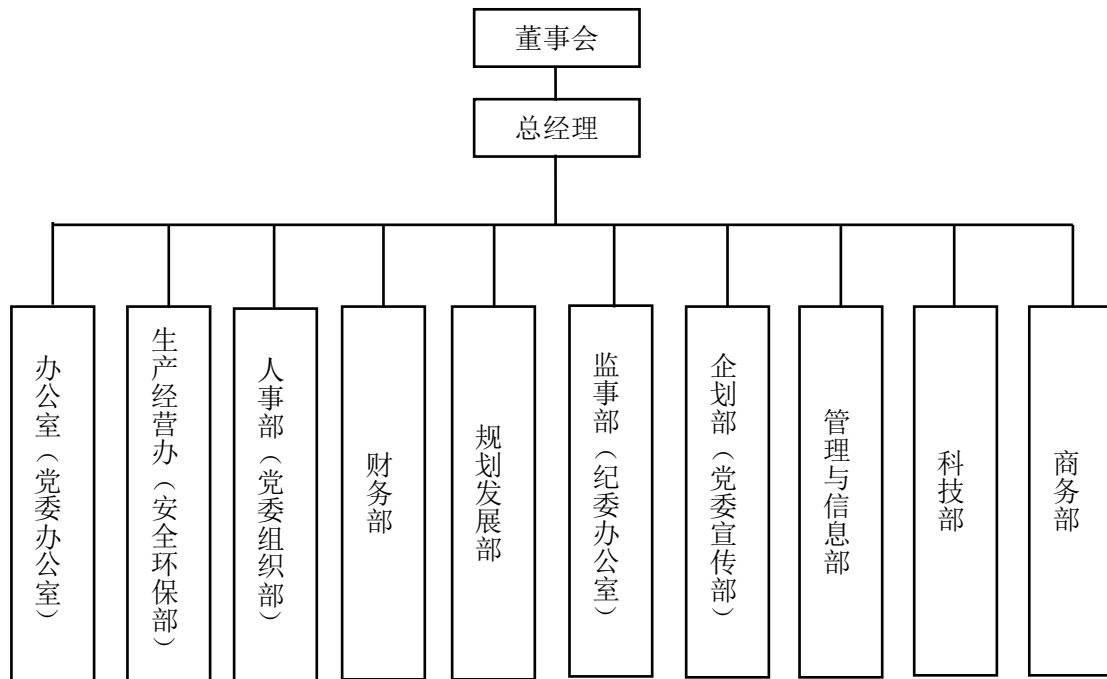 董事会
总经理
办公室（党委办公室）
生产经营办（安全环保部）
人事部（党委组织部）
财务部
规划发展部
监事部（纪委办公室）
企划部（党委宣传部）
管理与信息部
科技部
商务部